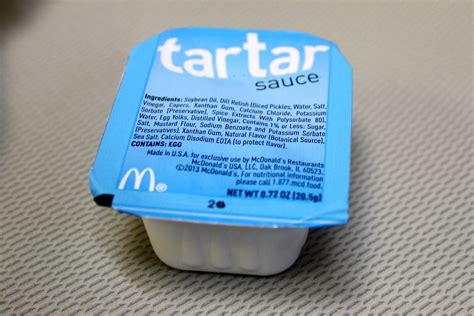 tartar
sauce
Ingredients: Soybean Oil, Dill Relish (Diced Pickles, Water, Salt,
Vinegar, Capers, Xanthan Gum, Calcium Chloride, Potassium
Sorbate [Preservative], Spice Extracts With Polysorbate 80),
Water, Egg Yolks, Distilled Vinegar, Contains 1% or Less: Sugar,
Salt, Mustard Flour, Sodium Benzoate and Potassium Sorbate
(Preservatives), Xanthan Gum, Natural Flavor (Botanical Source),
Sea Salt, Calcium Disodium EDTA (to protect flavor).
CONTAINS: EGG
Made in U.S.A. for exclusive use by McDonald's Restaurants
McDonald's USA, LLC, Oak Brook, IL 60523.
©2013 McDonald's. For nutritional information
please call 1.877.mcd.food.
NET WT 0.72 OZ (20.5g)
M